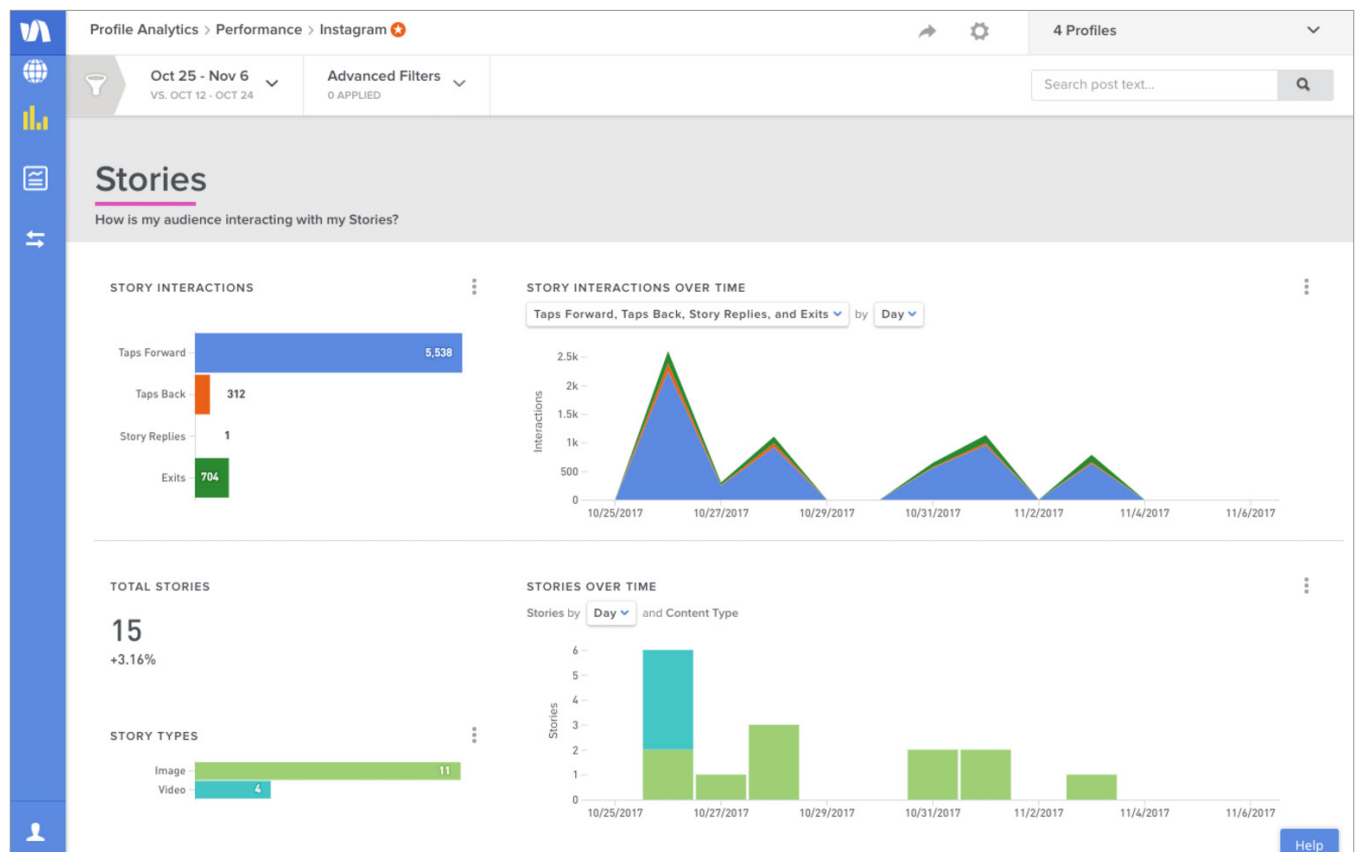 Profile Analytics > Performance > Instagram
4 Profiles
Oct 25 - Nov 6
VS. OCT 12 - OCT 24
Advanced Filters
0 APPLIED
Search post text...
Stories
How is my audience interacting with my Stories?
STORY INTERACTIONS
Taps Forward 5,538
Taps Back 312
Story Replies 1
Exits 704
STORY INTERACTIONS OVER TIME
Taps Forward, Taps Back, Story Replies, and Exits by Day
Interactions
2.5k
2k
1.5k
1k
500
0
10/25/2017 10/27/2017 10/29/2017 10/31/2017 11/2/2017 11/4/2017 11/6/2017
TOTAL STORIES
15
+3.16%
STORY TYPES
Image 11
Video 4
STORIES OVER TIME
Stories by Day and Content Type
Stories
6
5
4
3
2
1
0
10/25/2017 10/27/2017 10/29/2017 10/31/2017 11/2/2017 11/4/2017 11/6/2017
Help